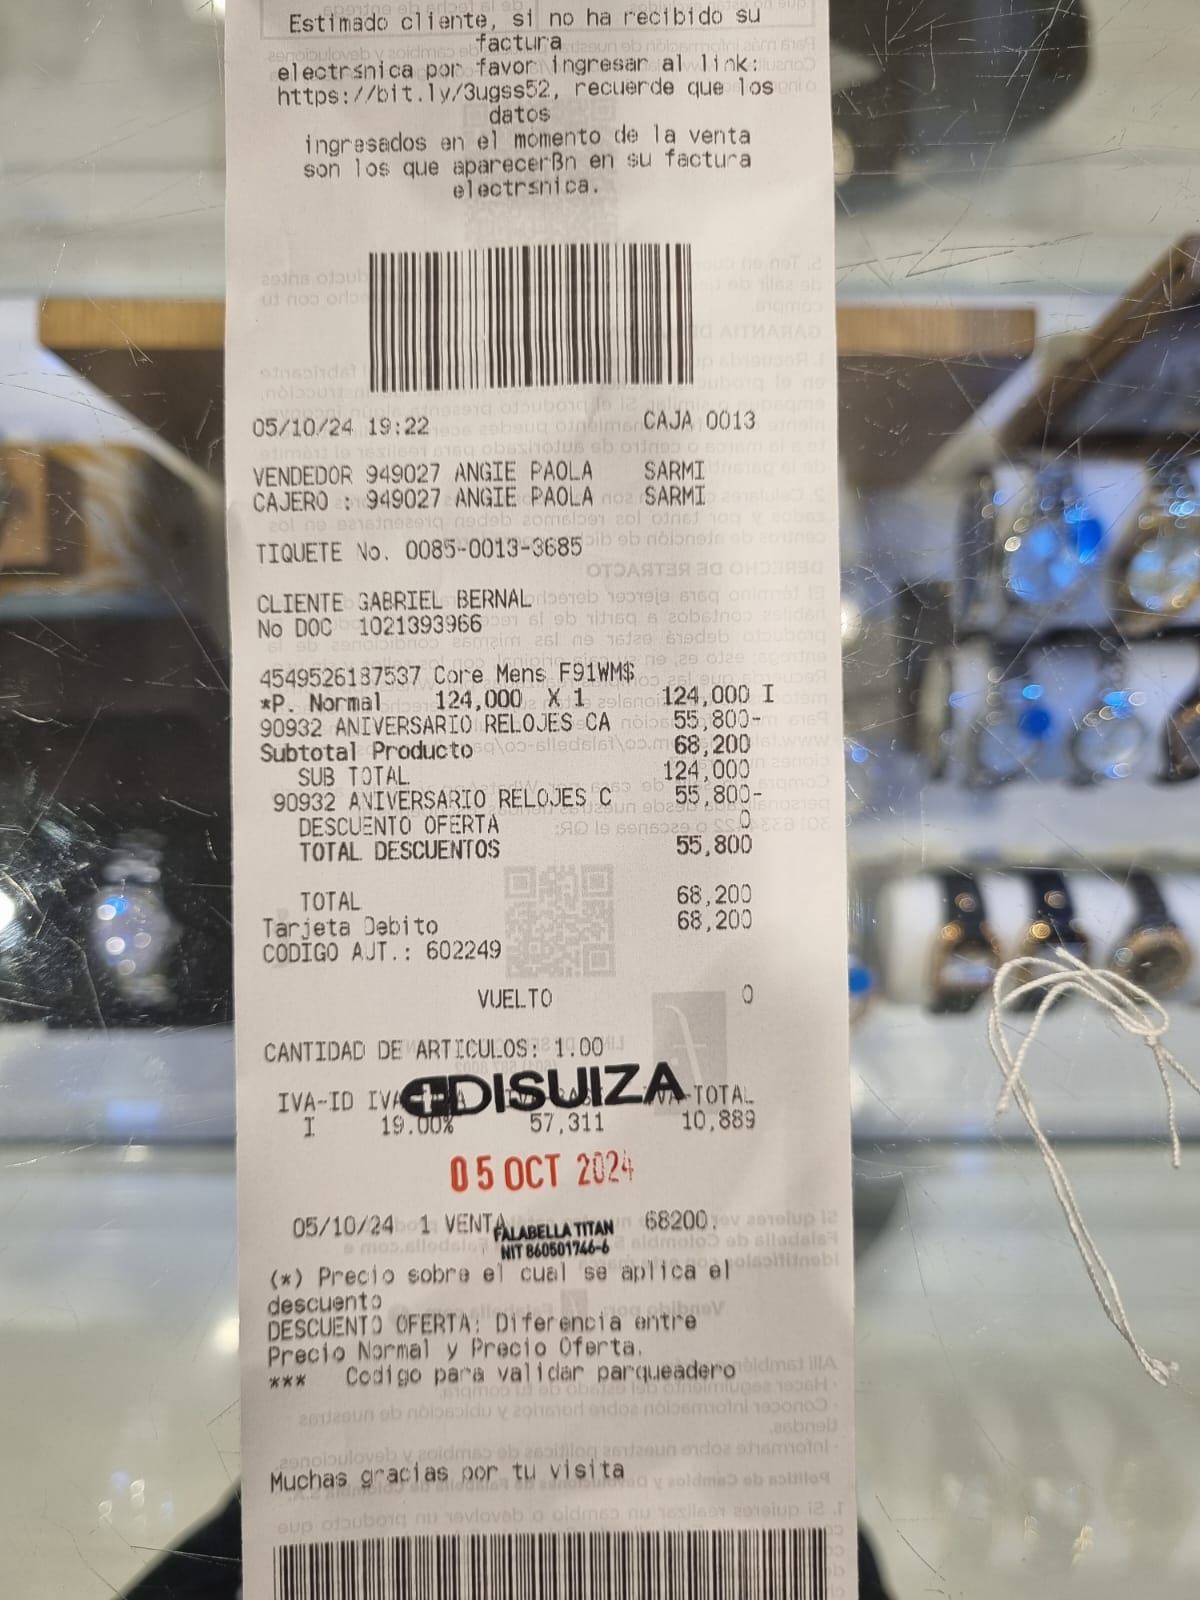 Estimado cliente, si no ha recibido su
factura
electrsnica por favor ingresar al link:
https://bit.ly/3ugss52, recuerde que los
datos
ingresados en el momento de la venta
son los que aparecerßn en su factura
electrsnica.
05/10/24 19:22 CAJA 0013
VENDEDOR 949027 ANGIE PAOLA SARMI
CAJERO : 949027 ANGIE PAOLA SARMI
TIQUETE No. 0085-0013-3685
CLIENTE GABRIEL BERNAL
No DOC 1021393966
4549526137537 Core Mens F91WM$
*P. Normal 124,000 X 1 124,000 I
90932 ANIVERSARIO RELOJES CA 55,800-
Subtotal Producto 68,200
SUB TOTAL 124,000
90932 ANIVERSARIO RELOJES C 55,800-
DESCUENTO OFERTA 0
TOTAL DESCUENTOS 55,800
TOTAL 68,200
Tarjeta Debito 68,200
CODIGO AUT.: 602249
VUELTO 0
CANTIDAD DE ARTICULOS: 1.00
DISUIZA
IVA-ID IVA IVA-TOTAL
I 19.00% 57,311 10,889
05 OCT 2024
05/10/24 1 VENTA 68200.
FALABELLA TITAN
NIT 860501746-6
(*) Precio sobre el cual se aplica el
descuento
DESCUENTO OFERTA: Diferencia entre
Precio Normal y Precio Oferta.
*** Codigo para validar parqueadero
Muchas gracias por tu visita